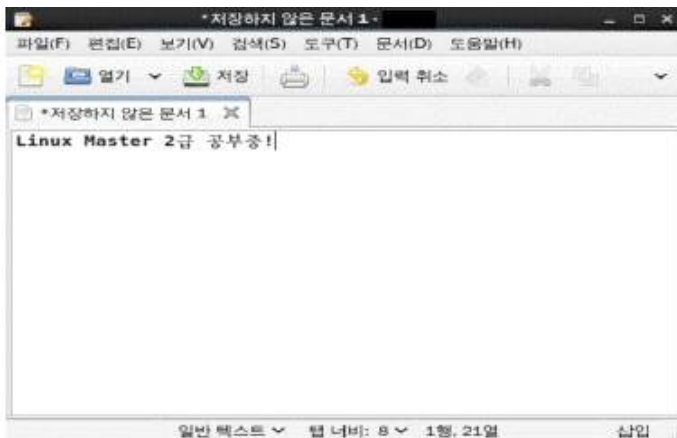 *저장하지 않은 문서 1 -
파일(F) 편집(E) 보기(V) 검색(S) 도구(T) 문서(D) 도움말(H)
열기 저장 입력 취소
*저장하지 않은 문서 1
Linux Master 2급 공부중!
일반 텍스트 탭 너비: 8 1행, 21열 삽입